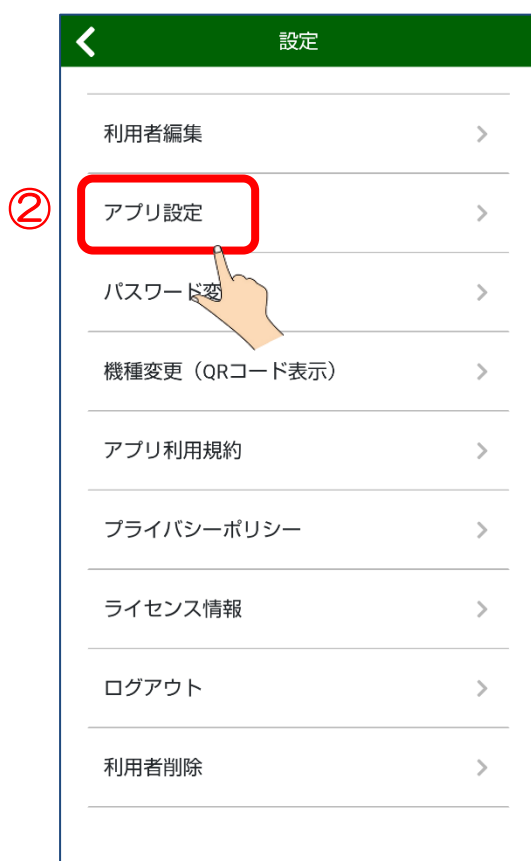 設定
利用者編集
②
アプリ設定
パスワード変
機種変更（QRコード表示）
アプリ利用規約
プライバシーポリシー
ライセンス情報
ログアウト
利用者削除